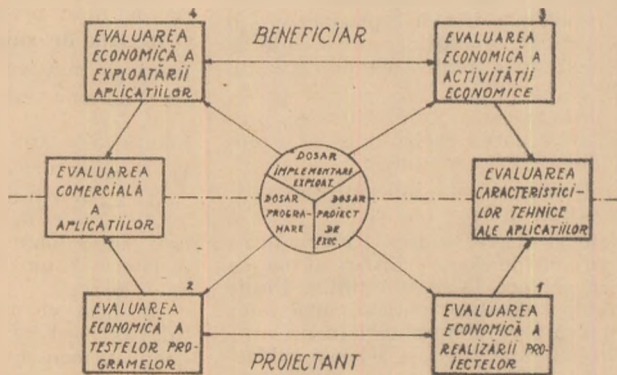 4
EVALUAREA
ECONOMICĂ A
EXPLOATĂRII
APLICAȚIILOR
BENEFICIAR
3
EVALUAREA
ECONOMICĂ A
ACTIVITĂȚII
ECONOMICE
EVALUAREA
COMERCIALĂ
A
APLICAȚIILOR
DOSAR
IMPLEMENTARE
EXPLOAT.
DOSAR
PROGRA-
MARE
DOSAR
PROIECT
DE
EXEC.
EVALUAREA
CARACTERISTICI-
LOR TEHNICE
ALE APLICAȚIILOR
2
EVALUAREA
ECONOMICĂ A
TESTELOR PRO-
GRAMELOR
PROIECTANT
1
EVALUAREA
ECONOMICĂ A
REALIZĂRII PRO-
IECTELOR